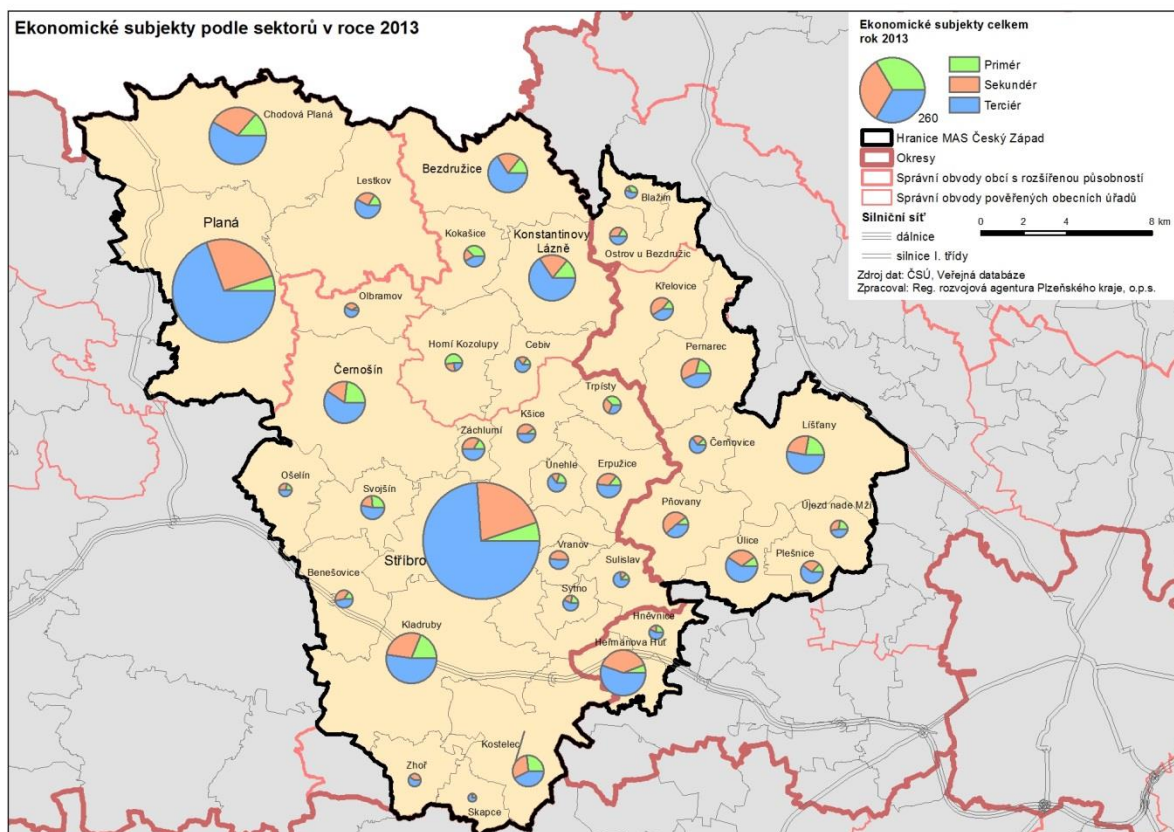 Ekonomické subjekty podle sektorů v roce 2013
Ekonomické subjekty celkem
rok 2013
Primér
Sekundér
Terciér
260
Hranice MAS Český Západ
Okresy
Správní obvody obcí s rozšířenou působností
Správní obvody pověřených obecních úřadů
Silniční síť
dálnice
silnice I. třídy
0 2 4 8 km
Zdroj dat: ČSÚ, Veřejná databáze
Zpracoval: Reg. rozvojová agentura Plzeňského kraje, o.p.s.
Chodová Planá
Bezdružice
Lestkov
Blažim
Planá
Kokašice
Konstantinovy
Lázně
Ostrov u Bezdružic
Olbramov
Křelovice
Horní Kozolupy
Cebiv
Pernarec
Černošín
Trpísty
Kšice
Líšťany
Záchlumí
Čerňovice
Ošelín
Svojšín
Únehle
Erpužice
Pňovany
Újezd nade Mží
Stříbro
Vranov
Sulislav
Úlice
Plešnice
Benešovice
Sytno
Kladruby
Hněvnice
Heřmanova Huť
Kostelec
Zhoř
Skapce